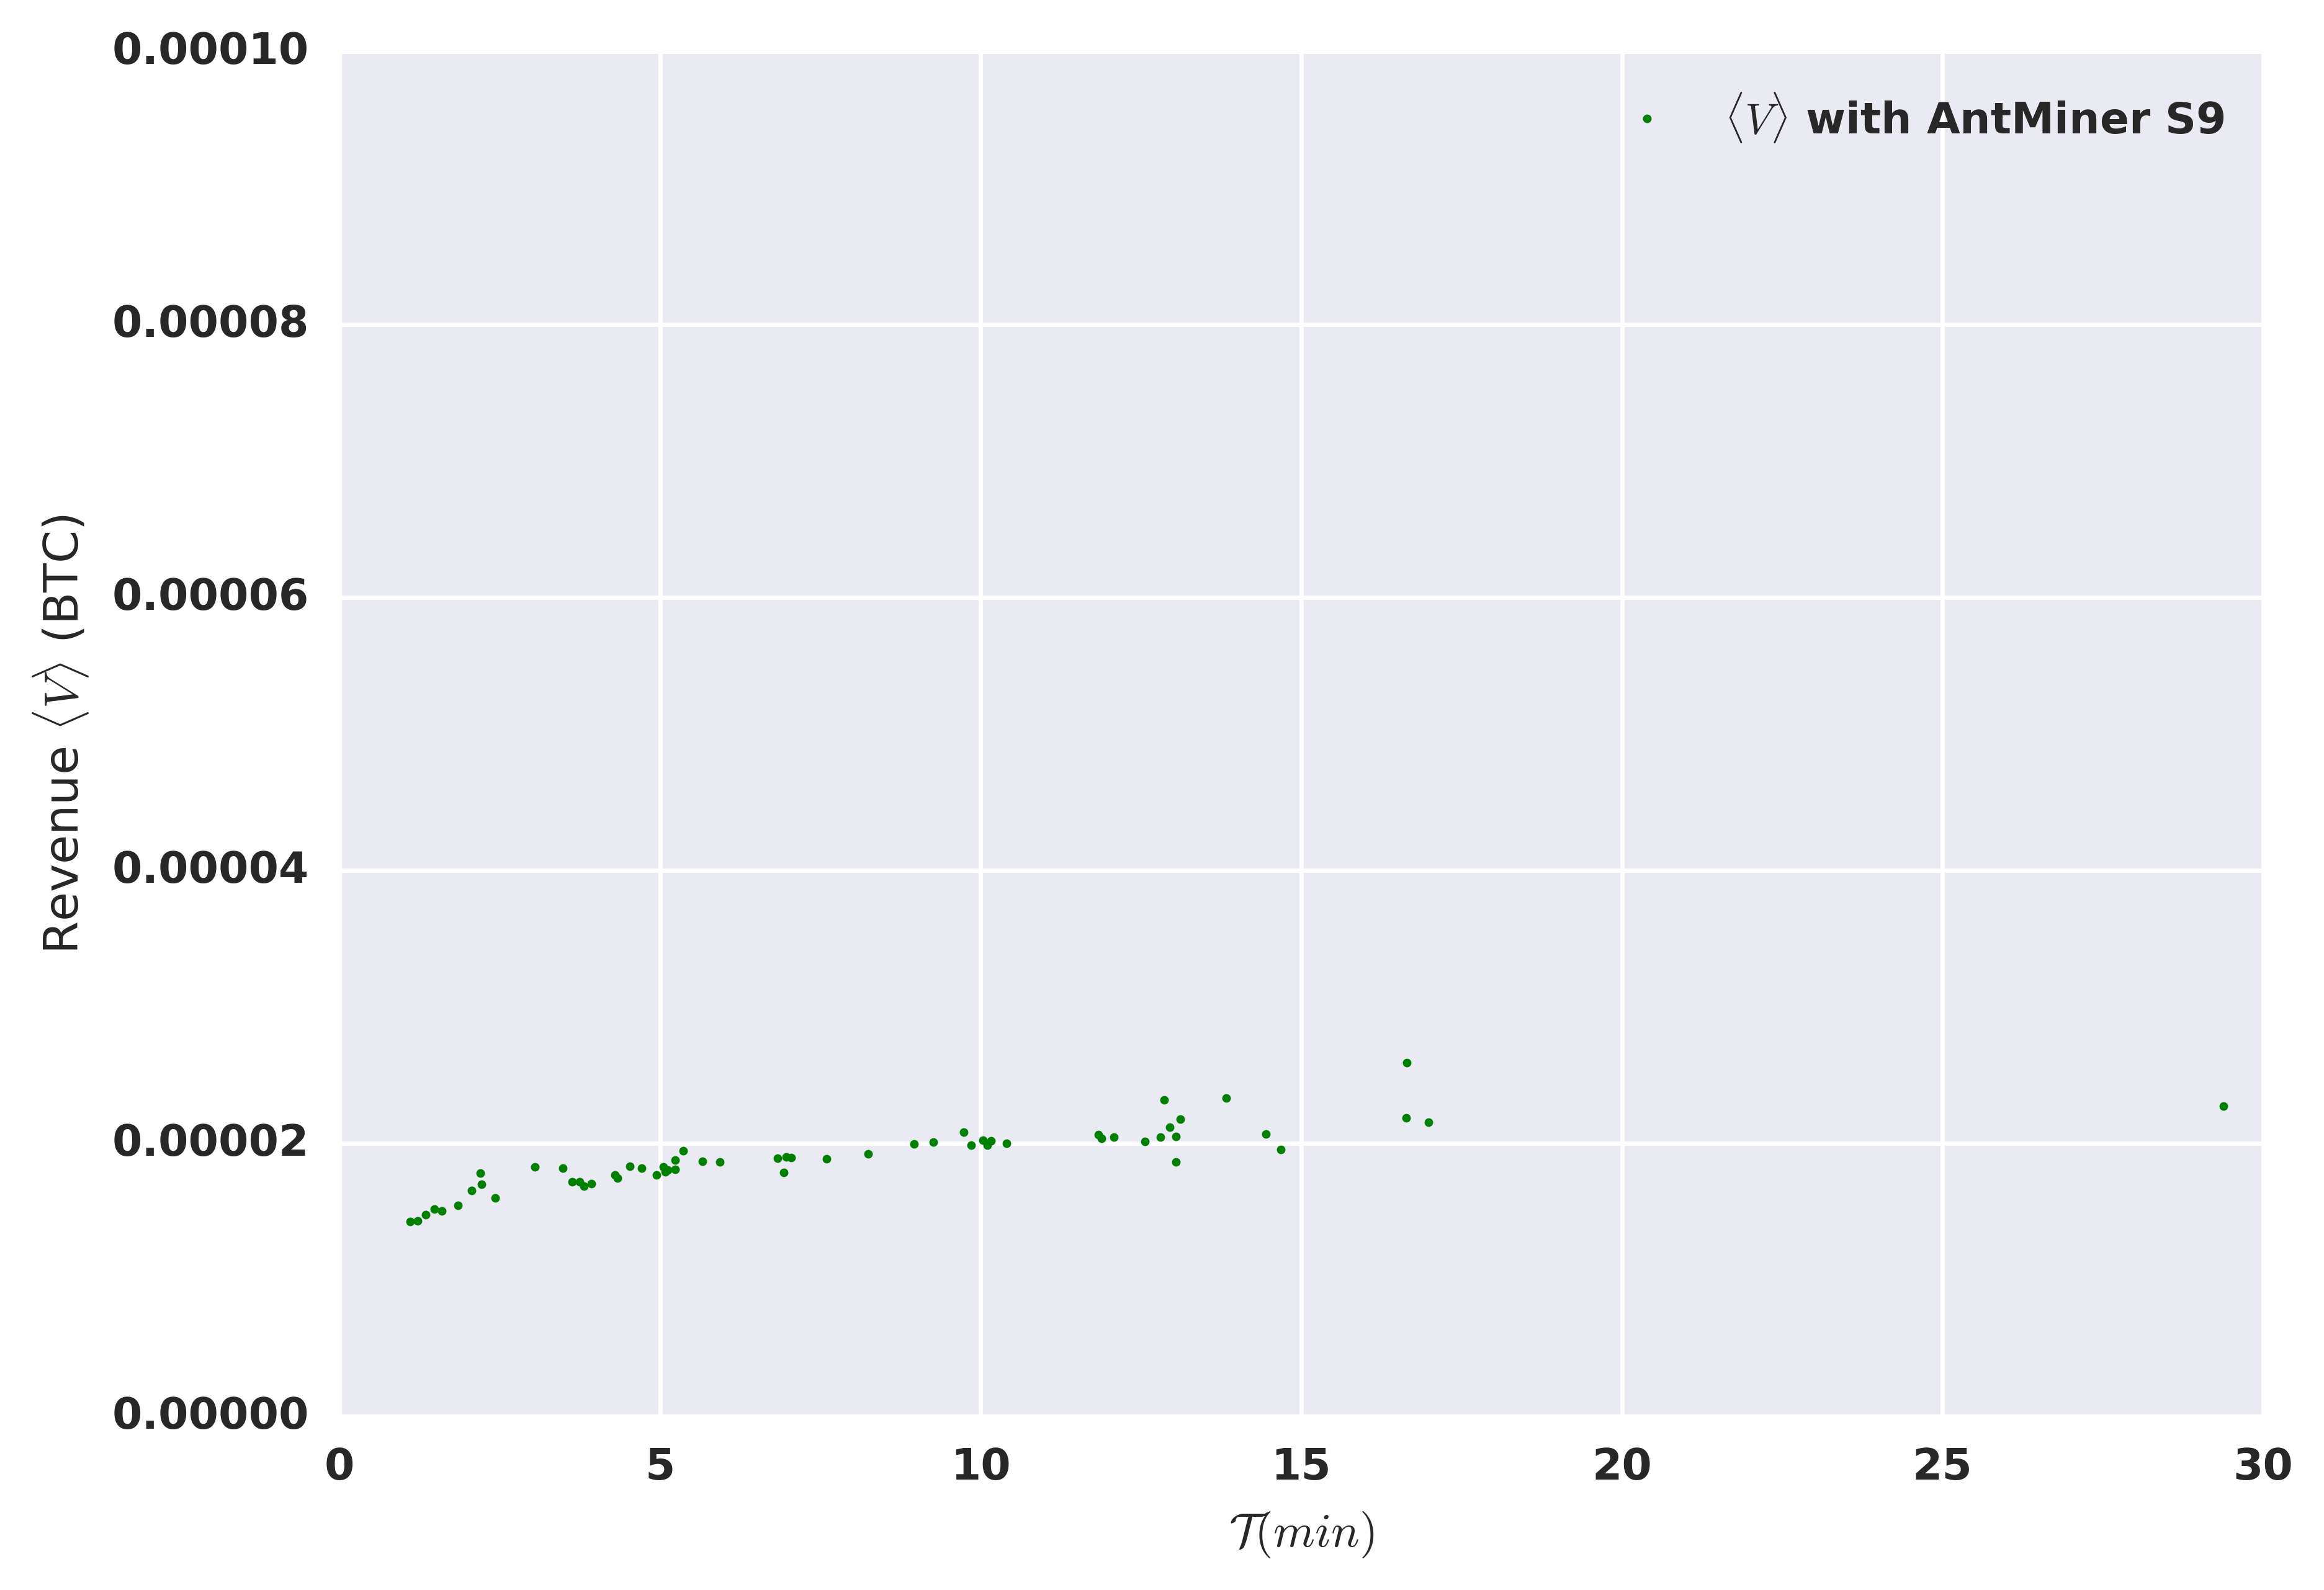 0.00010
⟨V⟩ with AntMiner S9
0.00008
0.00006
0.00004
0.00002
0.00000
Revenue ⟨V⟩ (BTC)
0 5 10 15 20 25 30
𝒯(min)